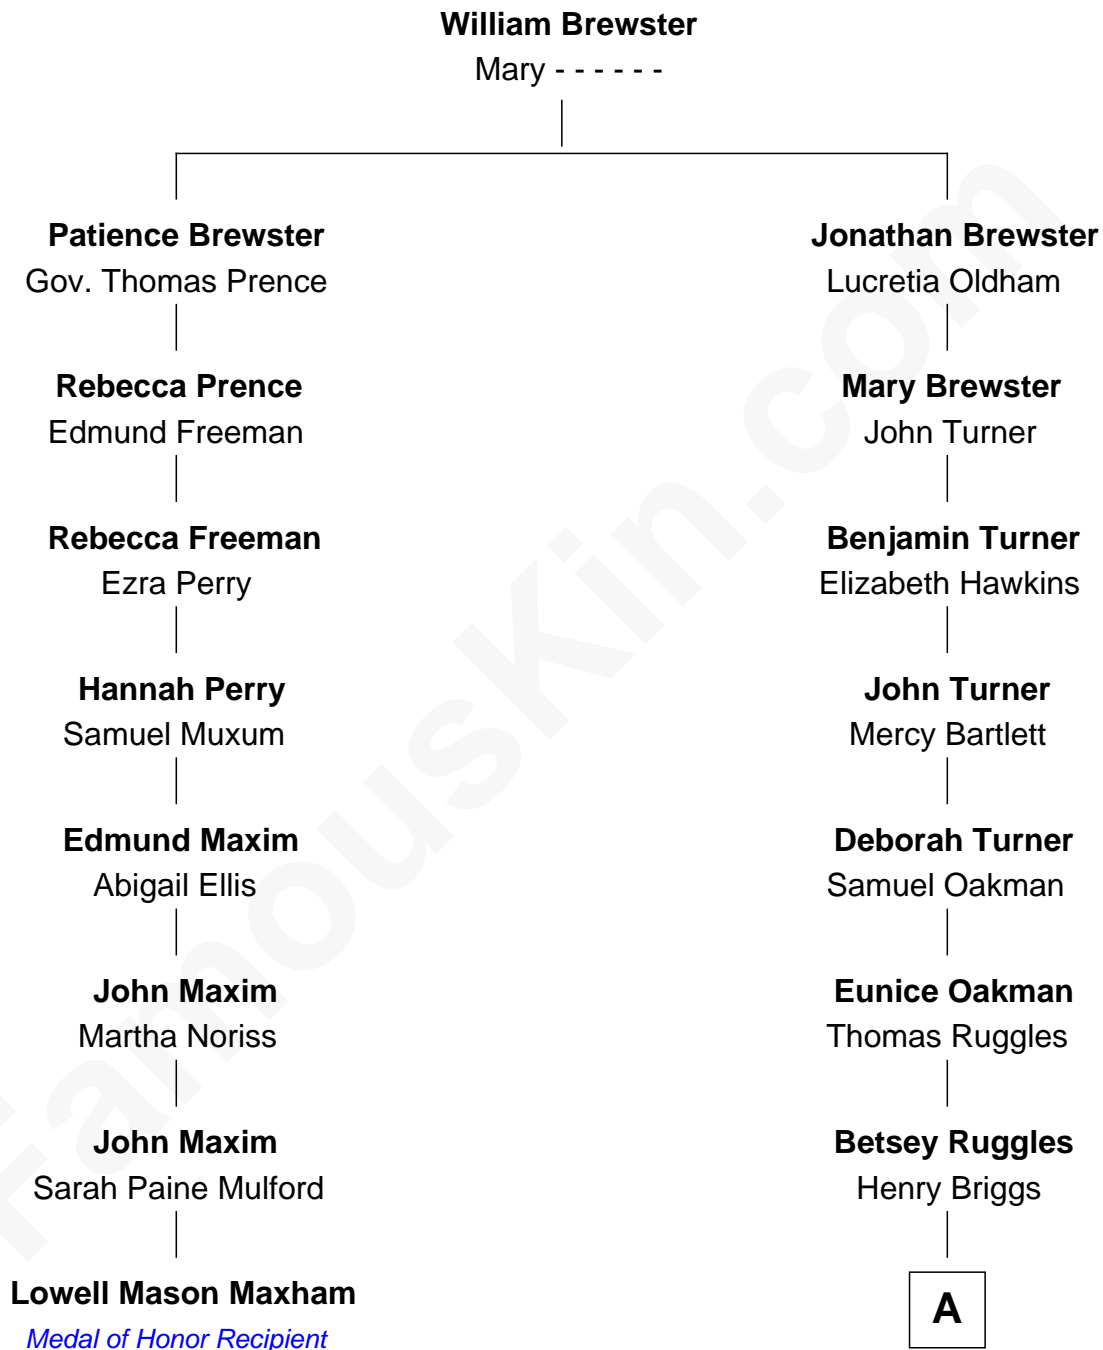 William Brewster
Mary - - - - - -
Patience Brewster
Gov. Thomas Prence
Jonathan Brewster
Lucretia Oldham
Rebecca Prence
Edmund Freeman
Mary Brewster
John Turner
Rebecca Freeman
Ezra Perry
Benjamin Turner
Elizabeth Hawkins
Hannah Perry
Samuel Muxum
John Turner
Mercy Bartlett
Edmund Maxim
Abigail Ellis
Deborah Turner
Samuel Oakman
John Maxim
Martha Noriss
Eunice Oakman
Thomas Ruggles
John Maxim
Sarah Paine Mulford
Betsey Ruggles
Henry Briggs
Lowell Mason Maxham
Medal of Honor Recipient
A
FamousKin.com